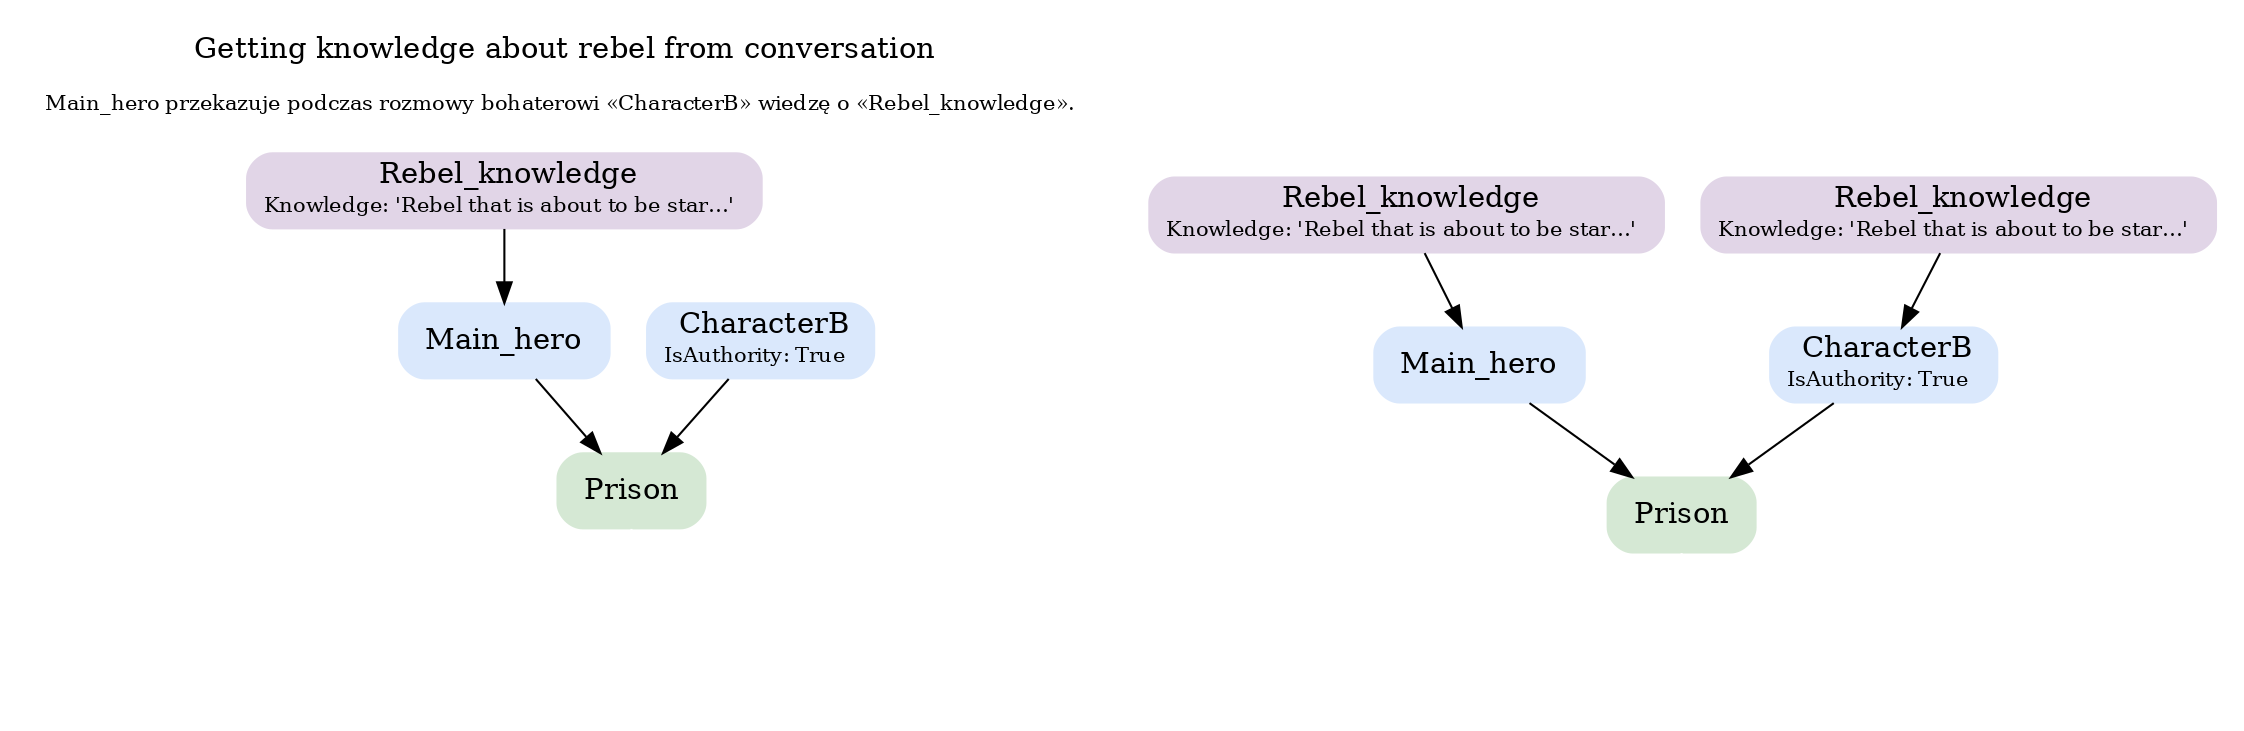 Getting knowledge about rebel from conversation
Main_hero przekazuje podczas rozmowy bohaterowi «CharacterB» wiedzę o «Rebel_knowledge».
Rebel_knowledge
Knowledge: 'Rebel that is about to be star...'
Main_hero
CharacterB
IsAuthority: True
Prison
Rebel_knowledge
Knowledge: 'Rebel that is about to be star...'
Rebel_knowledge
Knowledge: 'Rebel that is about to be star...'
Main_hero
CharacterB
IsAuthority: True
Prison